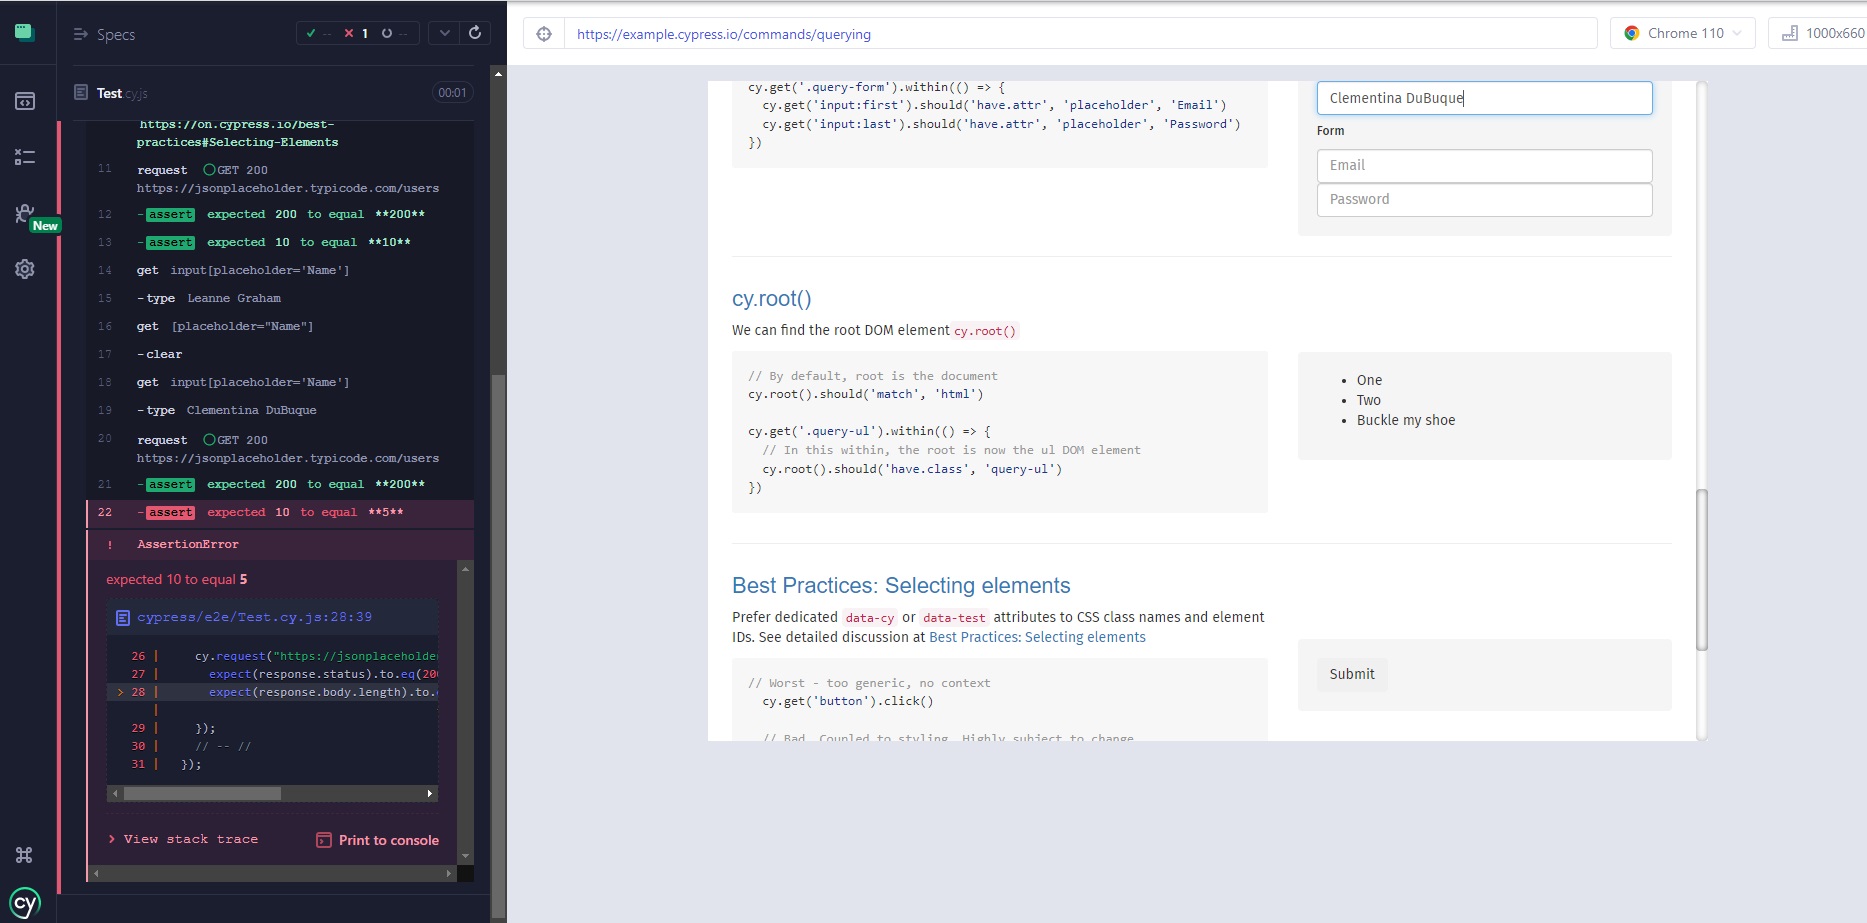 Specs
-- 1 --
Test.cy.js 00:01
https://on.cypress.io/best-
practices#Selecting-Elements
11 request GET 200
https://jsonplaceholder.typicode.com/users
12 -assert expected 200 to equal **200**
13 -assert expected 10 to equal **10**
14 get input[placeholder='Name']
15 -type Leanne Graham
16 get [placeholder="Name"]
17 -clear
18 get input[placeholder='Name']
19 -type Clementina DuBuque
20 request GET 200
https://jsonplaceholder.typicode.com/users
21 -assert expected 200 to equal **200**
22 -assert expected 10 to equal **5**
! AssertionError
expected 10 to equal 5
cypress/e2e/Test.cy.js:28:39
26 | cy.request("https://jsonplaceholde
27 | expect(response.status).to.eq(20
> 28 | expect(response.body.length).to.
|
29 | });
30 | // -- //
31 | });
> View stack trace
Print to console
New
cy
https://example.cypress.io/commands/querying
Chrome 110
1000x660
cy.get('.query-form').within(() => {
cy.get('input:first').should('have.attr', 'placeholder', 'Email')
cy.get('input:last').should('have.attr', 'placeholder', 'Password')
})
Clementina DuBuque
Form
Email
Password
cy.root()
We can find the root DOM element cy.root()
// By default, root is the document
cy.root().should('match', 'html')
cy.get('.query-ul').within(() => {
// In this within, the root is now the ul DOM element
cy.root().should('have.class', 'query-ul')
})
• One
• Two
• Buckle my shoe
Best Practices: Selecting elements
Prefer dedicated data-cy or data-test attributes to CSS class names and element
IDs. See detailed discussion at Best Practices: Selecting elements
// Worst - too generic, no context
cy.get('button').click()
// Bad. Coupled to styling. Highly subject to change.
Submit